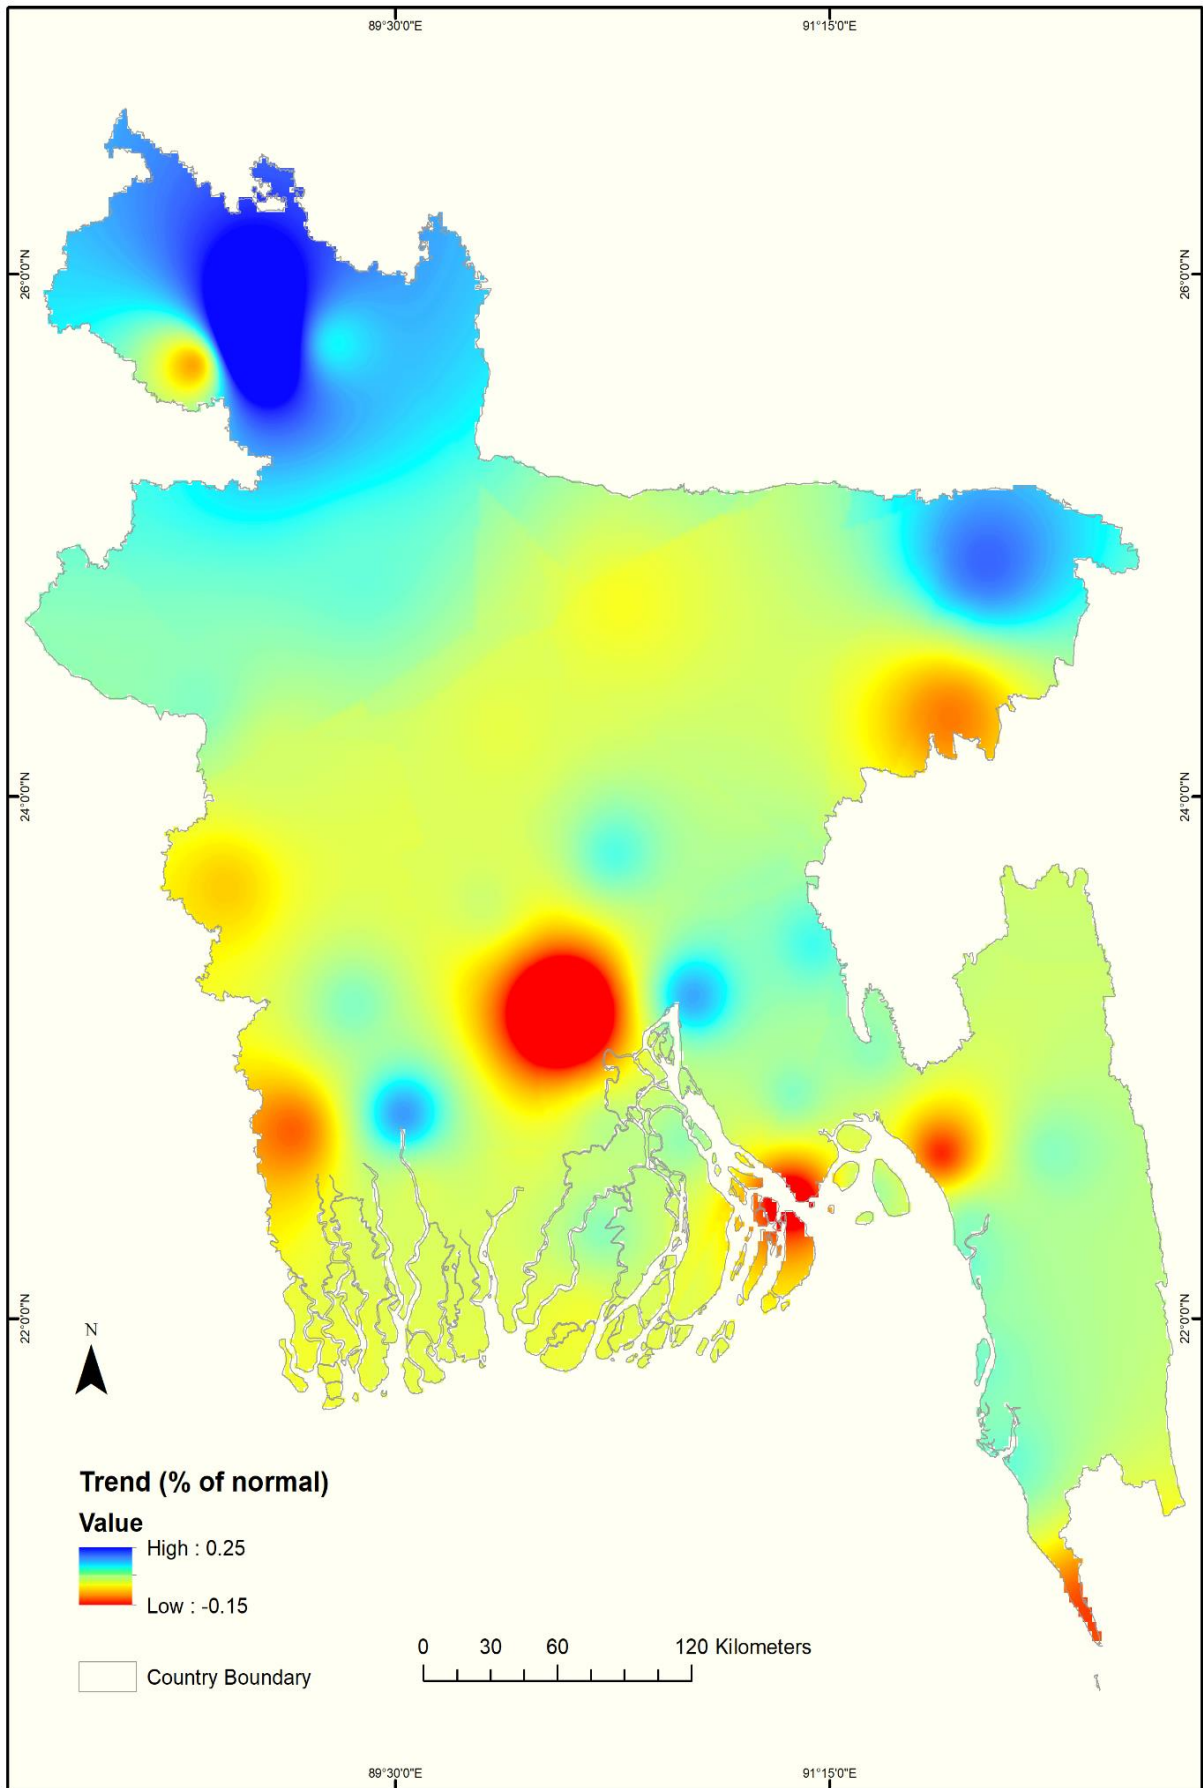 89°30'0"E
91°15'0"E
26°0'0"N
26°0'0"N
24°0'0"N
24°0'0"N
22°0'0"N
22°0'0"N
N
Trend (% of normal)
Value
High : 0.25
Low : -0.15
0 30 60 120 Kilometers
Country Boundary
89°30'0"E
91°15'0"E